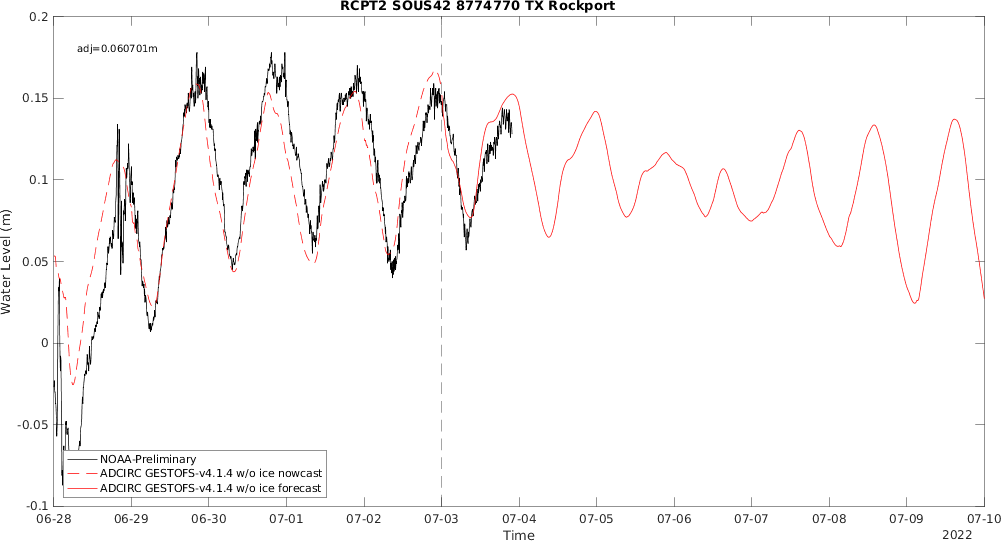 RCPT2 SOUS42 8774770 TX Rockport
adj=0.060701m
Water Level (m)
0.2
0.15
0.1
0.05
0
-0.05
-0.1
NOAA-Preliminary
ADCIRC GESTOFS-v4.1.4 w/o ice nowcast
ADCIRC GESTOFS-v4.1.4 w/o ice forecast
06-28 06-29 06-30 07-01 07-02 07-03 07-04 07-05 07-06 07-07 07-08 07-09 07-10
Time
2022